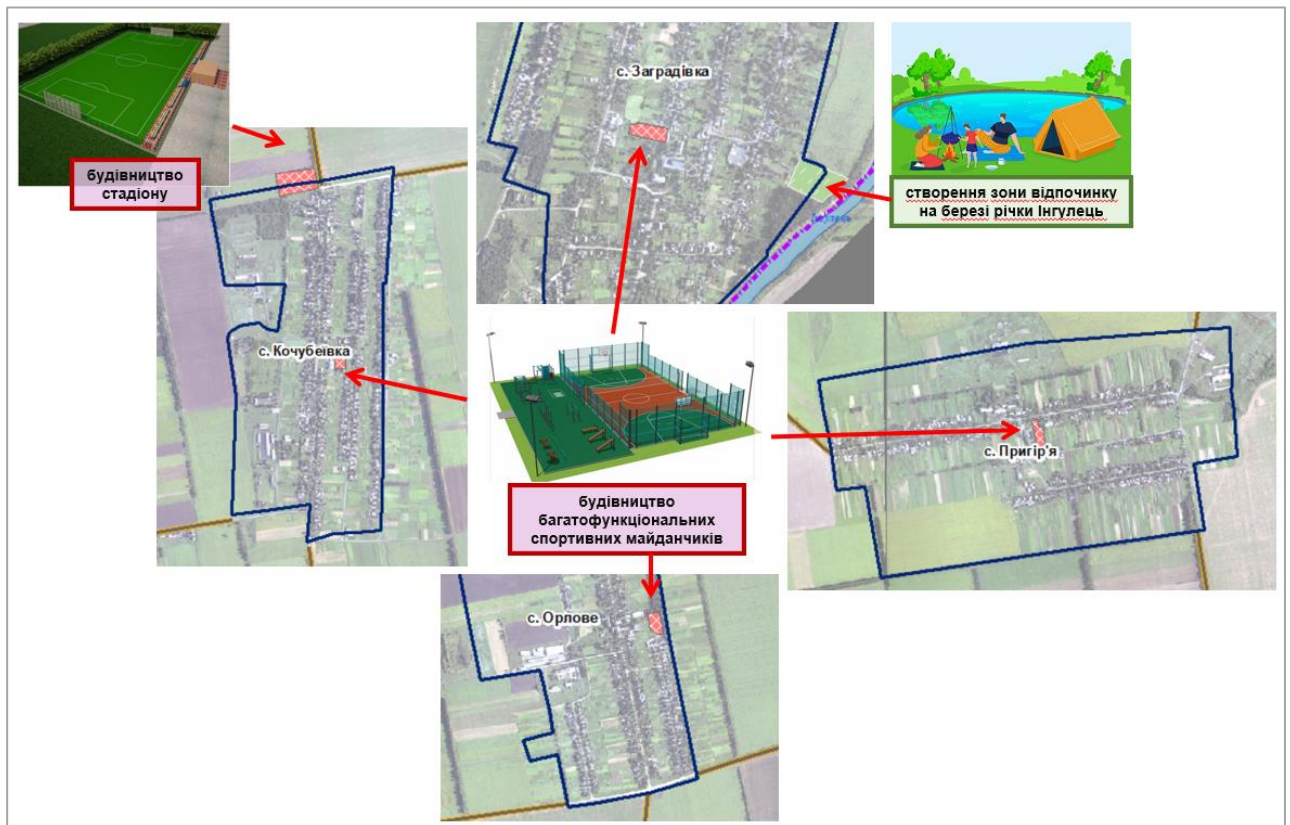 с. Заградівка
будівництво
стадіону
створення зони відпочинку
на березі річки Інгулець
с. Кочубеївка
с. Пригір'я
будівництво
багатофункціональних
спортивних майданчиків
с. Орлове